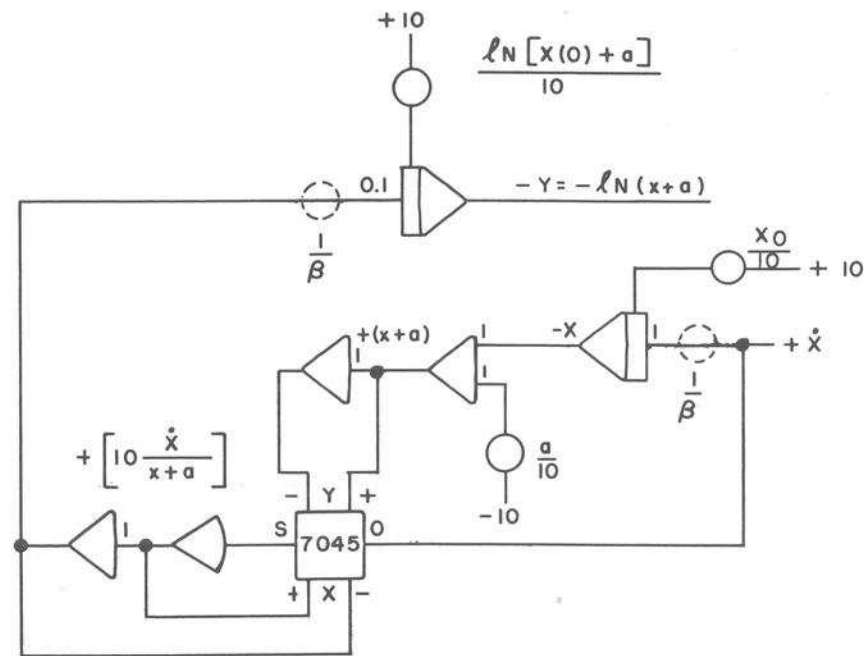 +10
ℓN [X(0) + a]
10
0.1
- Y = - ℓN (x+a)
1
β
X0
10
+ 10
+(x+a)
1
1
-X
1
+ Ẋ
1
1
β
+ [10 Ẋ
x+a]
a
10
- Y +
-10
1
S
7045
O
+ X -